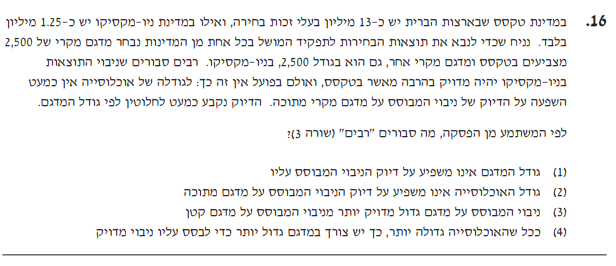 16. במדינת טקסס שבארצות הברית יש כ-13 מיליון בעלי זכות בחירה, ואילו במדינת ניו-מקסיקו יש כ-1.25 מיליון
בלבד. נניח שכדי לנבא את תוצאות הבחירות לתפקיד המושל בכל אחת מן המדינות נבחר מדגם מקרי של 2,500
מצביעים בטקסס ומדגם מקרי אחר, גם הוא בגודל 2,500, בניו-מקסיקו. רבים סבורים שניבוי התוצאות
בניו-מקסיקו יהיה מדויק בהרבה מאשר בטקסס, ואולם בפועל אין זה כך: לגודלה של אוכלוסייה אין כמעט
השפעה על הדיוק של ניבוי המבוסס על מדגם מקרי מתוכה. הדיוק נקבע כמעט לחלוטין לפי גודל המדגם.
לפי המשתמע מן הפסקה, מה סבורים "רבים" (שורה 3)?
(1) גודל המדגם אינו משפיע על דיוק הניבוי המבוסס עליו
(2) גודל האוכלוסייה אינו משפיע על דיוק הניבוי המבוסס על מדגם מתוכה
(3) ניבוי המבוסס על מדגם גדול מדויק יותר מניבוי המבוסס על מדגם קטן
(4) ככל שהאוכלוסייה גדולה יותר, כך יש צורך במדגם גדול יותר כדי לבסס עליו ניבוי מדויק